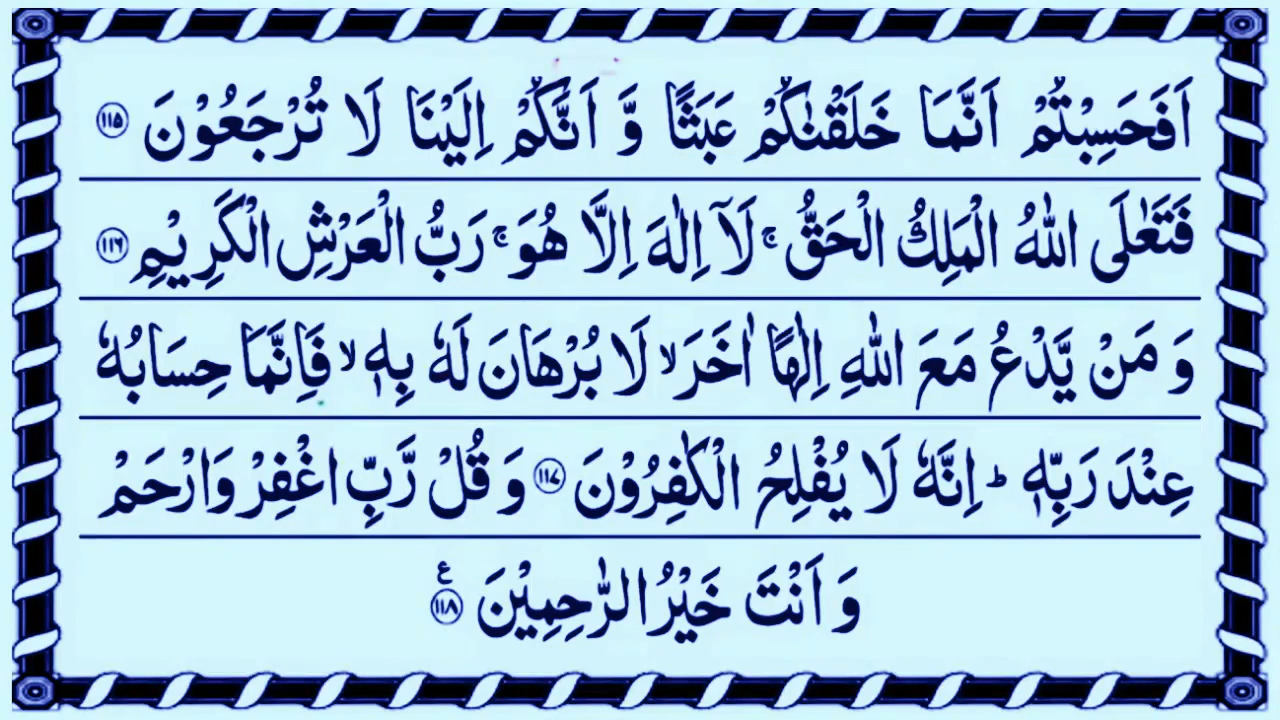 اَفَحَسِبْتُمْ اَنَّمَا خَلَقْنٰكُمْ عَبَثًا وَّ اَنَّكُمْ اِلَيْنَا لَا تُرْجَعُوْنَ ﴿۱۱۵﴾
فَتَعٰلَى اللّٰهُ الْمَلِكُ الْحَقُّ ۚ لَاۤ اِلٰهَ اِلَّا هُوَ ۚ رَبُّ الْعَرْشِ الْكَرِيْمِ ﴿۱۱۶﴾
وَ مَنْ يَّدْعُ مَعَ اللّٰهِ اِلٰهًا اٰخَرَ ۙ لَا بُرْهَانَ لَهٗ بِهٖ ۙ فَاِنَّمَا حِسَابُهٗ
عِنْدَ رَبِّهٖ ؕ اِنَّهٗ لَا يُفْلِحُ الْكٰفِرُوْنَ ﴿۱۱۷﴾ وَ قُلْ رَّبِّ اغْفِرْ وَارْحَمْ
وَ اَنْتَ خَيْرُ الرّٰحِمِيْنَ ﴿۱۱۸﴾ ع